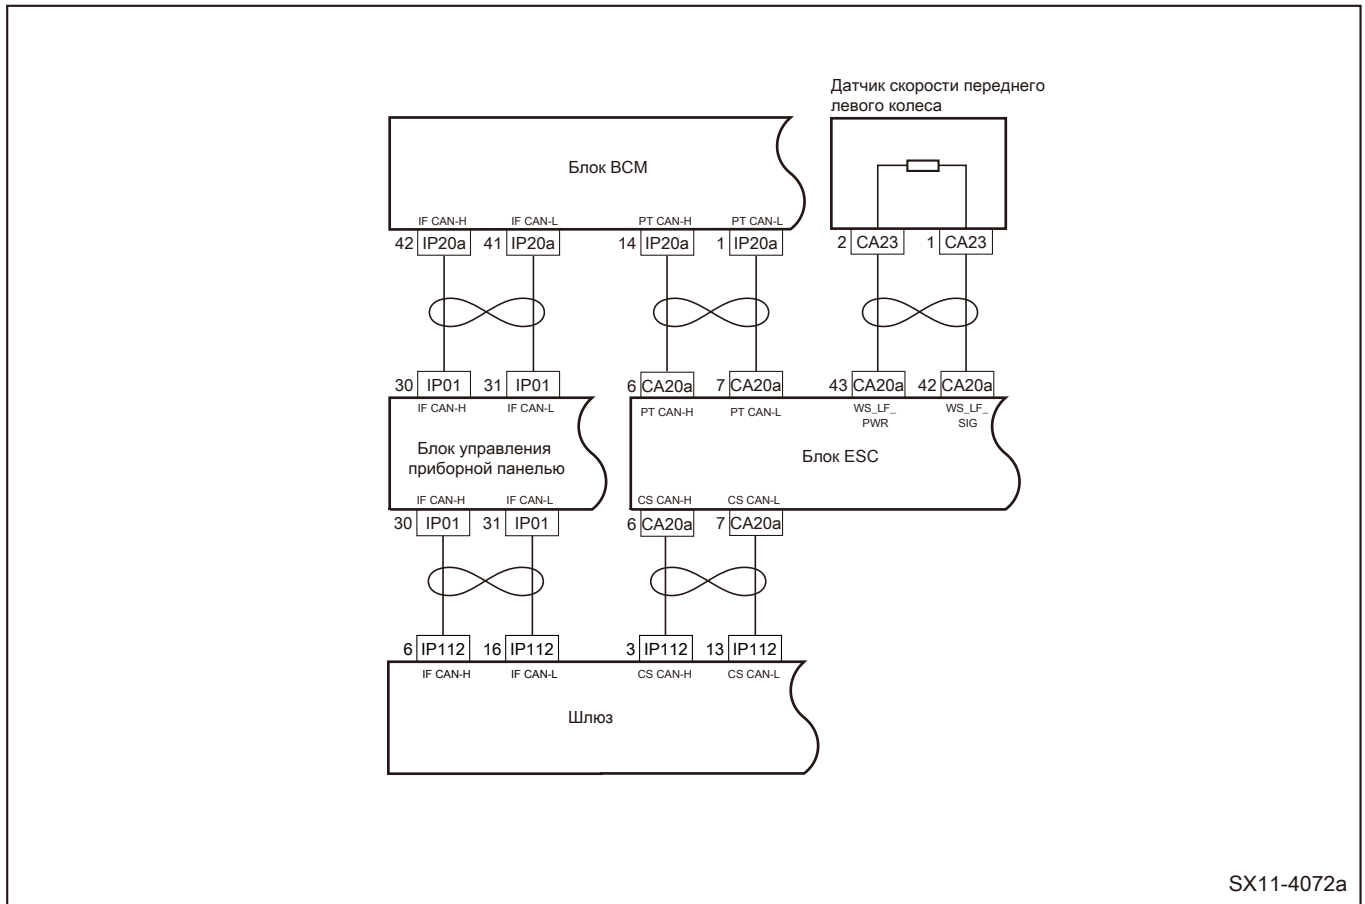 Датчик скорости переднего
левого колеса
Блок BCM
IF CAN-H IF CAN-L PT CAN-H PT CAN-L
42 IP20a 41 IP20a 14 IP20a 1 IP20a 2 CA23 1 CA23
30 IP01 31 IP01 6 CA20a 7 CA20a 43 CA20a 42 CA20a
IF CAN-H IF CAN-L PT CAN-H PT CAN-L WS_LF_ WS_LF_
PWR SIG
Блок управления
приборной панелью
Блок ESC
IF CAN-H IF CAN-L CS CAN-H CS CAN-L
30 IP01 31 IP01 6 CA20a 7 CA20a
6 IP112 16 IP112 3 IP112 13 IP112
IF CAN-H IF CAN-L CS CAN-H CS CAN-L
Шлюз
SX11-4072a